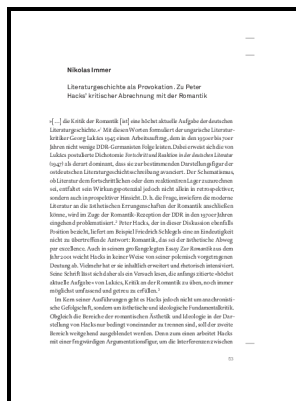 Nikolas Immer
Literaturgeschichte als Provokation. Zu Peter
Hacks' kritischer Abrechnung mit der Romantik
»[…] die Kritik der Romantik [ist] eine höchst aktuelle Aufgabe der deutschen
Literaturgeschichte.«¹ Mit diesen Worten formuliert der ungarische Literatur-
kritiker Georg Lukács 1945 einen Arbeitsauftrag, dem in den 1950er bis 70er
Jahren nicht wenige DDR-Germanisten Folge leisten. Dabei erweist sich die von
Lukács postulierte Dichotomie Fortschritt und Reaktion in der deutschen Literatur
(1947) als derart dominant, dass sie zur bestimmenden Darstellungsfigur der
ostdeutschen Literaturgeschichtsschreibung avanciert. Der Schematismus,
ob Literatur dem fortschrittlichen oder dem reaktionären Lager zuzurechnen
sei, entfaltet sein Wirkungspotenzial jedoch nicht allein in retrospektiver,
sondern auch in prospektiver Hinsicht. D. h. die Frage, inwiefern die moderne
Literatur an die ästhetischen Errungenschaften der Romantik anschließen
könne, wird im Zuge der Romantik-Rezeption der DDR in den 1970er Jahren
eingehend problematisiert.² Peter Hacks, der in dieser Diskussion ebenfalls
Position bezieht, liefert am Beispiel Friedrich Schlegels eine an Eindeutigkeit
nicht zu übertreffende Antwort: Romantik, das sei der ästhetische Abweg
par excellence. Auch in seinem großangelegten Essay Zur Romantik aus dem
Jahr 2001 weicht Hacks in keiner Weise von seiner polemisch vorgetragenen
Deutung ab. Vielmehr hat er sie inhaltlich erweitert und rhetorisch intensiviert.
Seine Schrift lässt sich daher als ein Versuch lesen, die anfangs zitierte »höchst
aktuelle Aufgabe« von Lukács, Kritik an der Romantik zu üben, noch immer
möglichst umfassend und getreu zu erfüllen.³
Im Kern seiner Ausführungen geht es Hacks jedoch nicht um anachronisti-
sche Gefolgschaft, sondern um ästhetische und ideologische Fundamentalkritik.
Obgleich die Bereiche der romantischen Ästhetik und Ideologie in der Dar-
stellung von Hacks nur bedingt voneinander zu trennen sind, soll der zweite
Bereich weitgehend ausgeblendet werden. Denn zum einen arbeitet Hacks
mit einer fragwürdigen Argumentationsfigur, um die Interferenzen zwischen